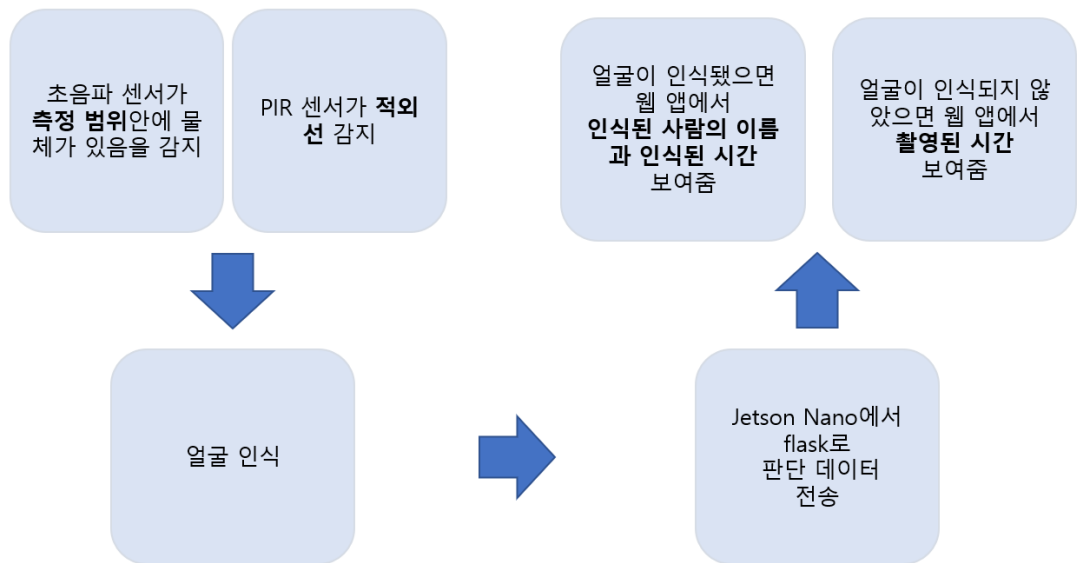 초음파 센서가
측정 범위안에 물
체가 있음을 감지
PIR 센서가 적외
선 감지
얼굴 인식
Jetson Nano에서
flask로
판단 데이터
전송
얼굴이 인식됐으면
웹 앱에서
인식된 사람의 이름
과 인식된 시간
보여줌
얼굴이 인식되지 않
았으면 웹 앱에서
촬영된 시간
보여줌